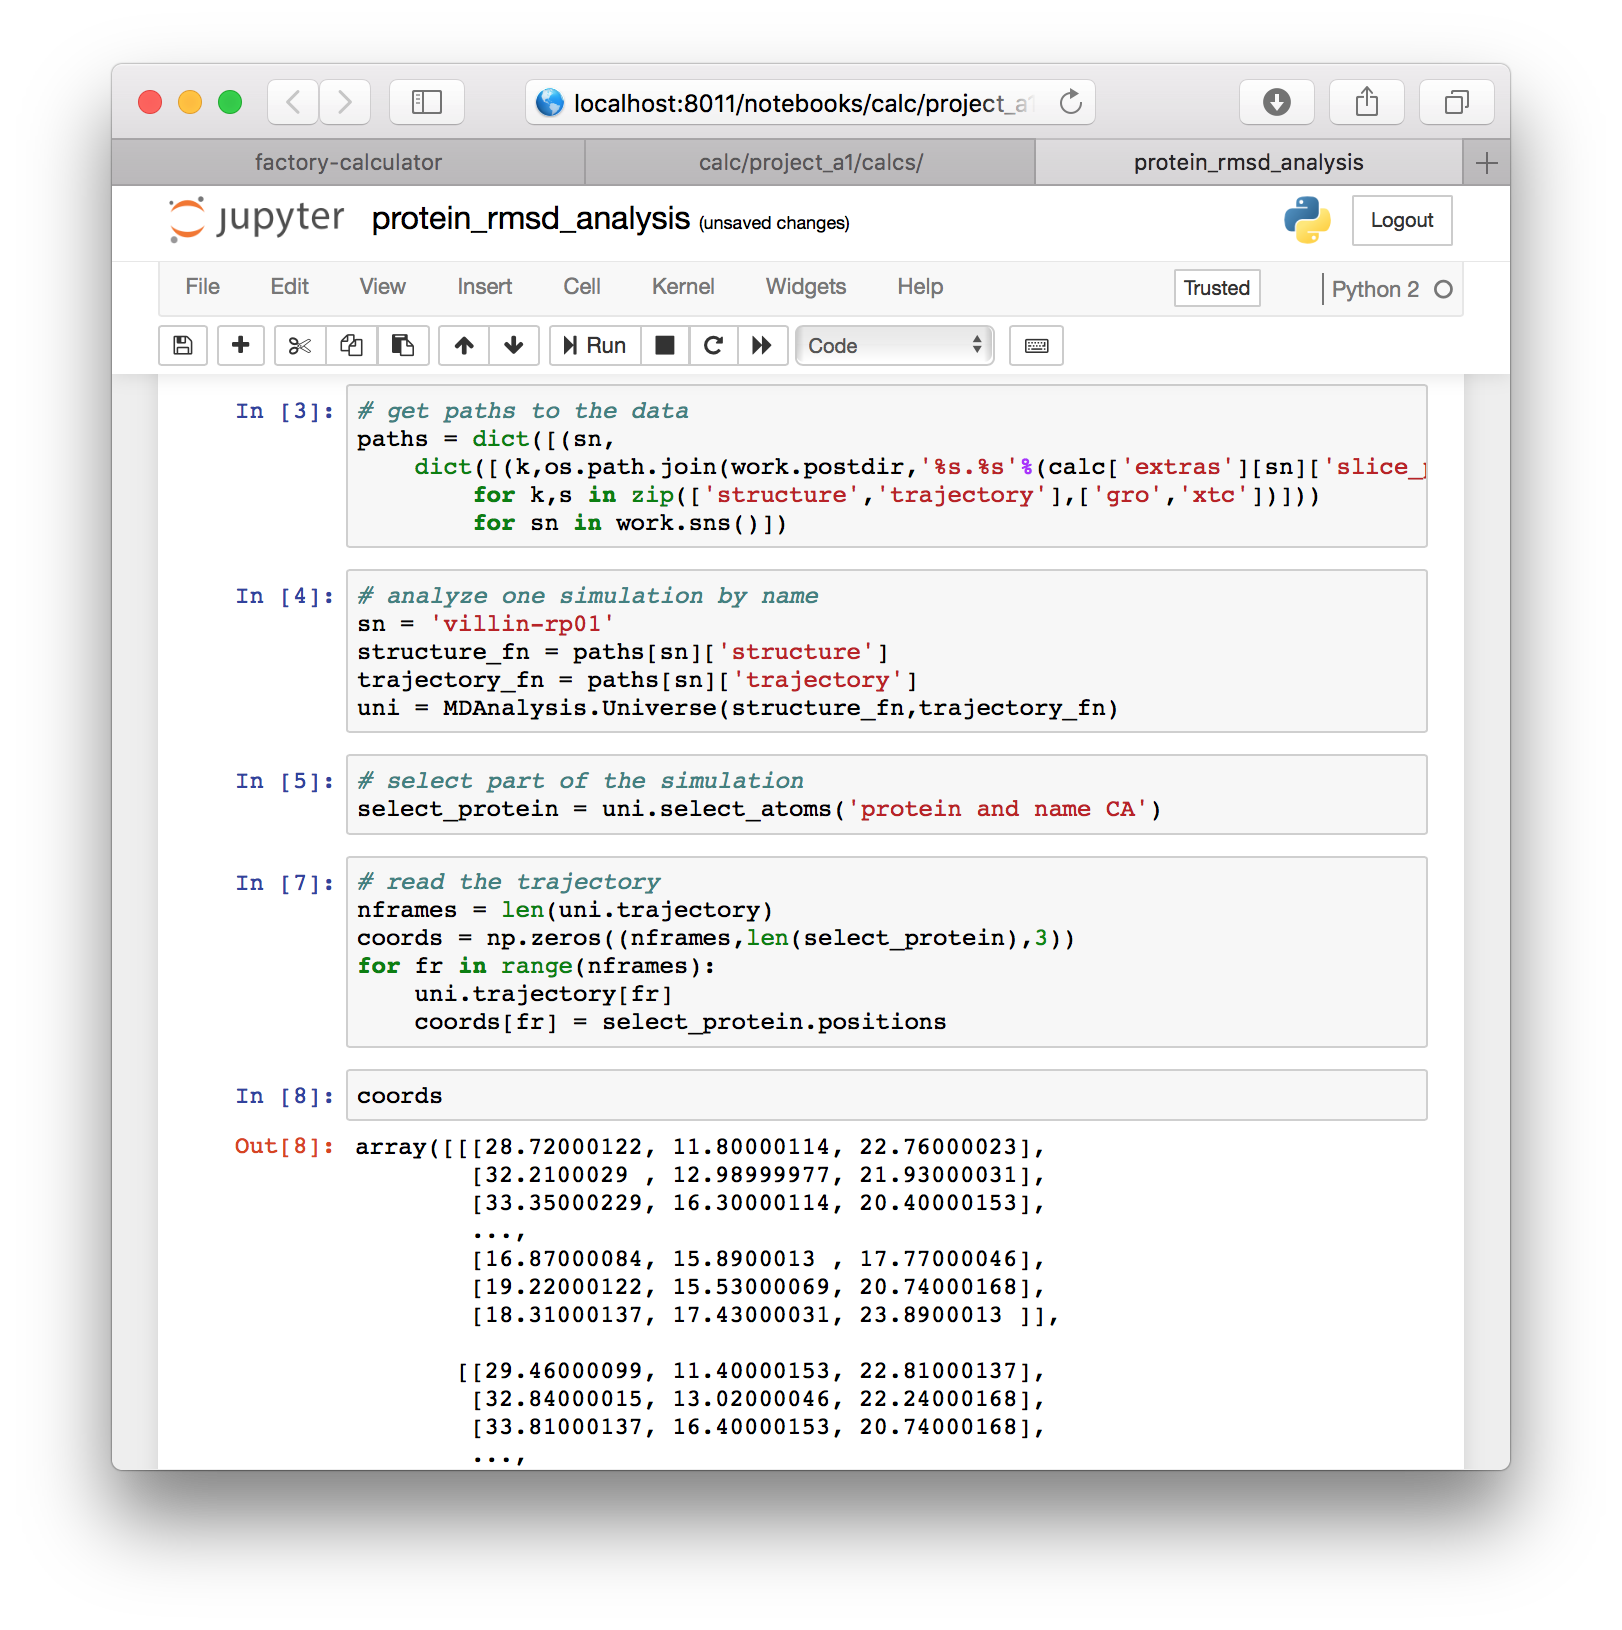 localhost:8011/notebooks/calc/project_a
factory-calculator
calc/project_a1/calcs/
protein_rmsd_analysis
jupyter protein_rmsd_analysis (unsaved changes)
Logout
File Edit View Insert Cell Kernel Widgets Help
Trusted
Python 2
Run
Code
In [3]:
# get paths to the data
paths = dict([(sn,
    dict([(k,os.path.join(work.postdir,'%s.%s'%(calc['extras'][sn]['slice_
        for k,s in zip(['structure','trajectory'],['gro','xtc'])]))
        for sn in work.sns()])
In [4]:
# analyze one simulation by name
sn = 'villin-rp01'
structure_fn = paths[sn]['structure']
trajectory_fn = paths[sn]['trajectory']
uni = MDAnalysis.Universe(structure_fn,trajectory_fn)
In [5]:
# select part of the simulation
select_protein = uni.select_atoms('protein and name CA')
In [7]:
# read the trajectory
nframes = len(uni.trajectory)
coords = np.zeros((nframes,len(select_protein),3))
for fr in range(nframes):
    uni.trajectory[fr]
    coords[fr] = select_protein.positions
In [8]:
coords
Out[8]:
array([[[28.72000122, 11.80000114, 22.76000023],
        [32.2100029 , 12.98999977, 21.93000031],
        [33.35000229, 16.30000114, 20.40000153],
        ...,
        [16.87000084, 15.8900013 , 17.77000046],
        [19.22000122, 15.53000069, 20.74000168],
        [18.31000137, 17.43000031, 23.8900013 ]],
       [[29.46000099, 11.40000153, 22.81000137],
        [32.84000015, 13.02000046, 22.24000168],
        [33.81000137, 16.40000153, 20.74000168],
        ...,